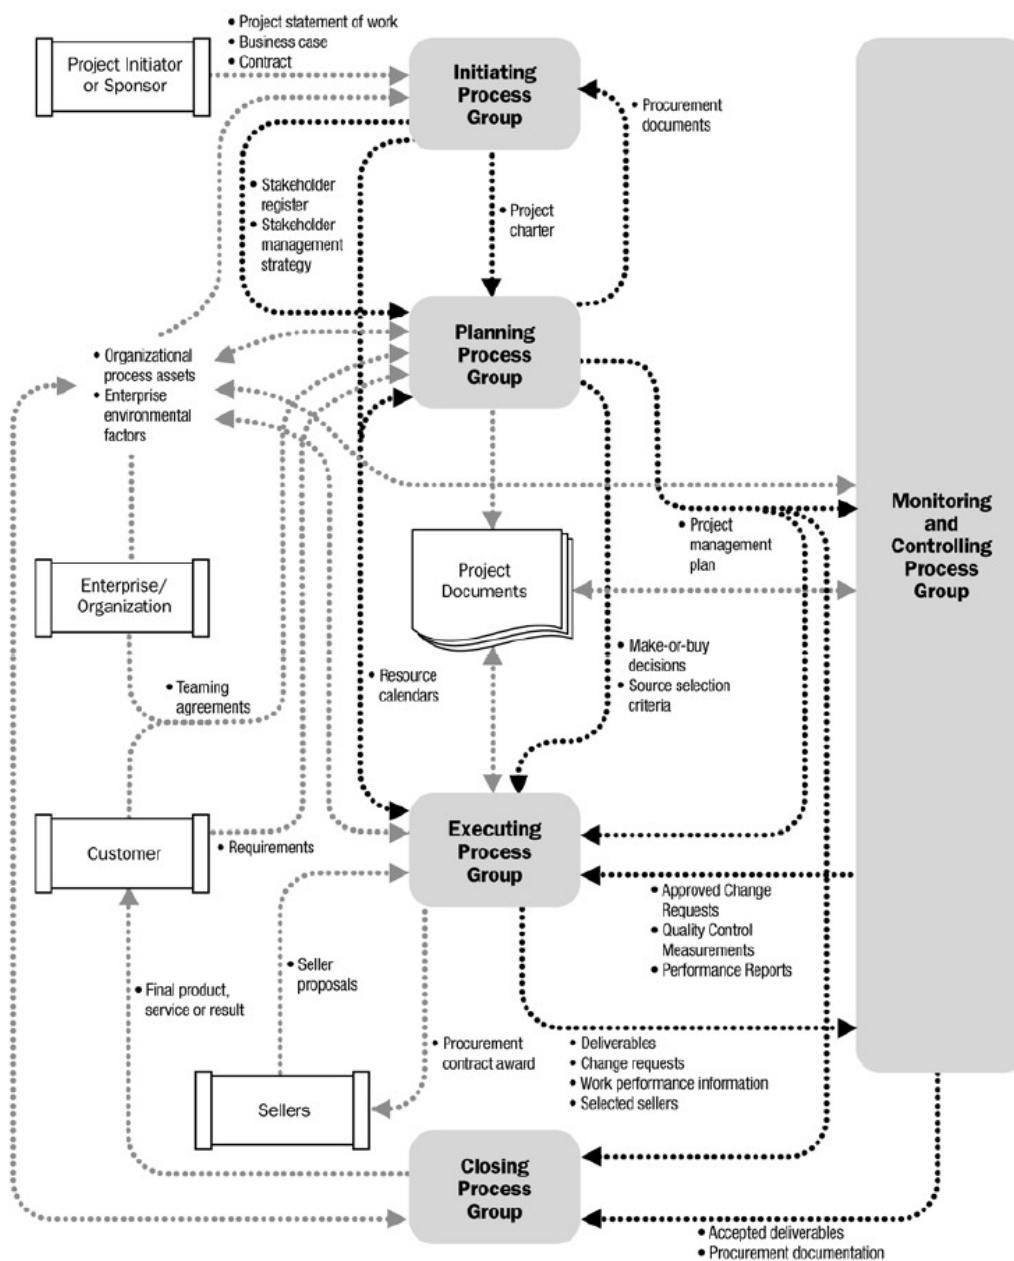 • Project statement of work
• Business case
• Contract
Project Initiator
or Sponsor
Initiating
Process
Group
• Procurement
documents
• Stakeholder
register
• Stakeholder
management
strategy
• Project
charter
Planning
Process
Group
• Organizational
process assets
• Enterprise
environmental
factors
Monitoring
and
Controlling
Process
Group
• Project
management
plan
Project
Documents
Enterprise/
Organization
• Teaming
agreements
• Resource
calendars
• Make-or-buy
decisions
• Source selection
criteria
Executing
Process
Group
Customer
• Requirements
• Approved Change
Requests
• Quality Control
Measurements
• Performance Reports
• Seller
proposals
• Final product,
service or result
• Procurement
contract award
• Deliverables
• Change requests
• Work performance information
• Selected sellers
Sellers
Closing
Process
Group
• Accepted deliverables
• Procurement documentation